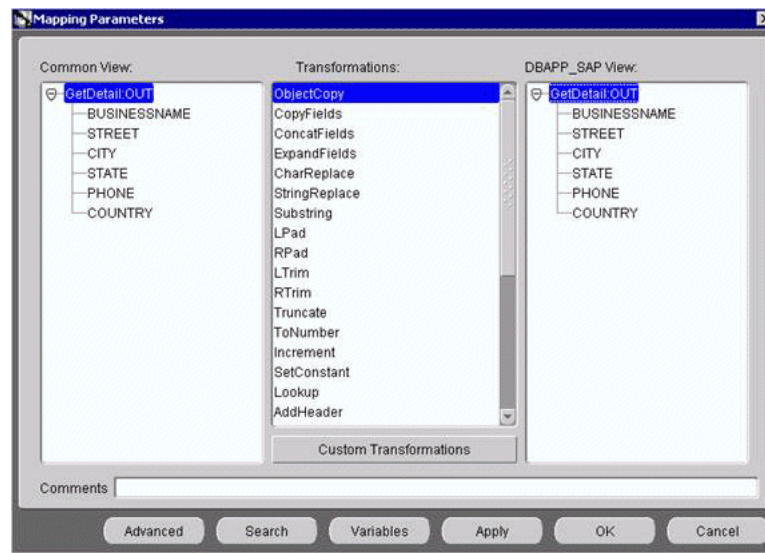 Mapping Parameters
Common View:
Transformations:
DBAPP_SAP View:
GetDetail:OUT
BUSINESSNAME
STREET
CITY
STATE
PHONE
COUNTRY
ObjectCopy
CopyFields
ConcatFields
ExpandFields
CharReplace
StringReplace
Substring
LPad
RPad
LTrim
RTrim
Truncate
ToNumber
Increment
SetConstant
Lookup
AddHeader
Custom Transformations
GetDetail:OUT
BUSINESSNAME
STREET
CITY
STATE
PHONE
COUNTRY
Comments
Advanced
Search
Variables
Apply
OK
Cancel